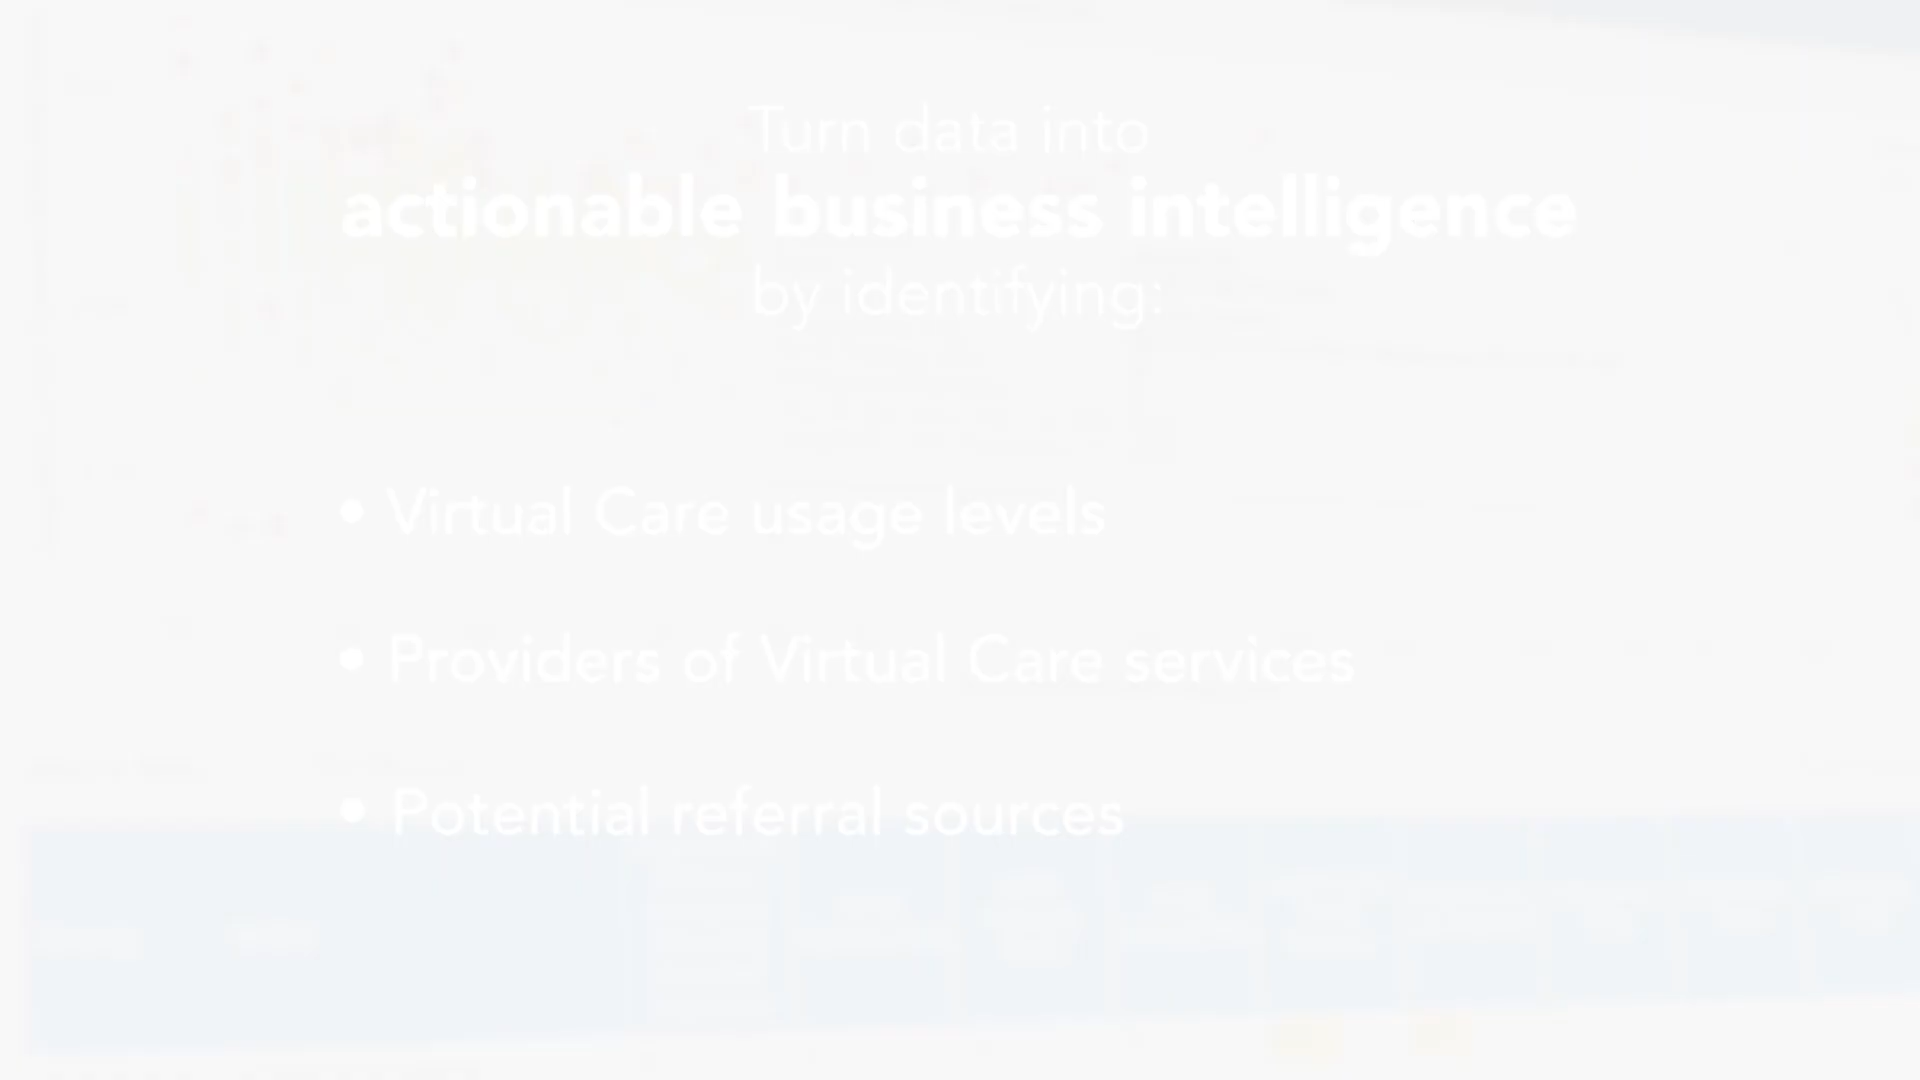 Turn data into
actionable business intelligence
by identifying:
• Virtual Care usage levels
• Providers of Virtual Care services
• Potential referral sources